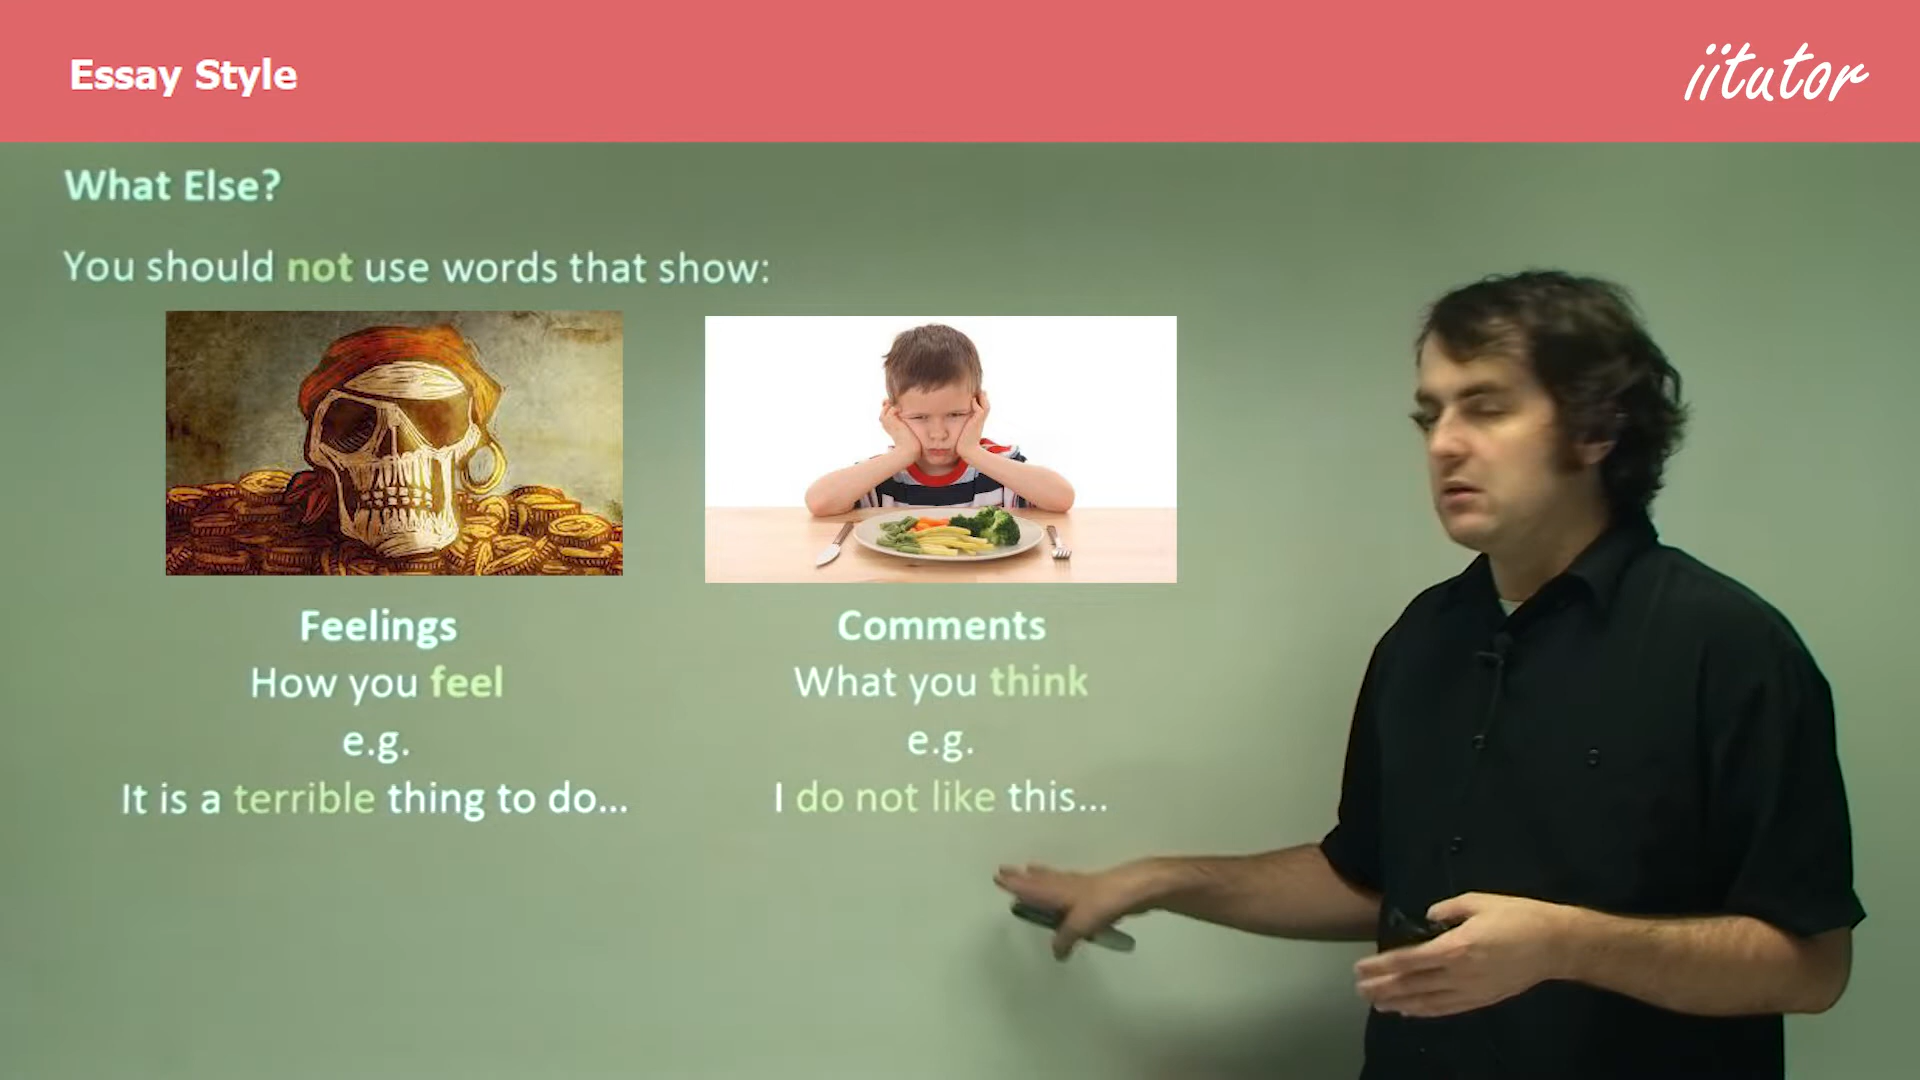 Essay Style
iitutor
What Else?
You should not use words that show:
Feelings
How you feel
e.g.
It is a terrible thing to do...
Comments
What you think
e.g.
I do not like this...